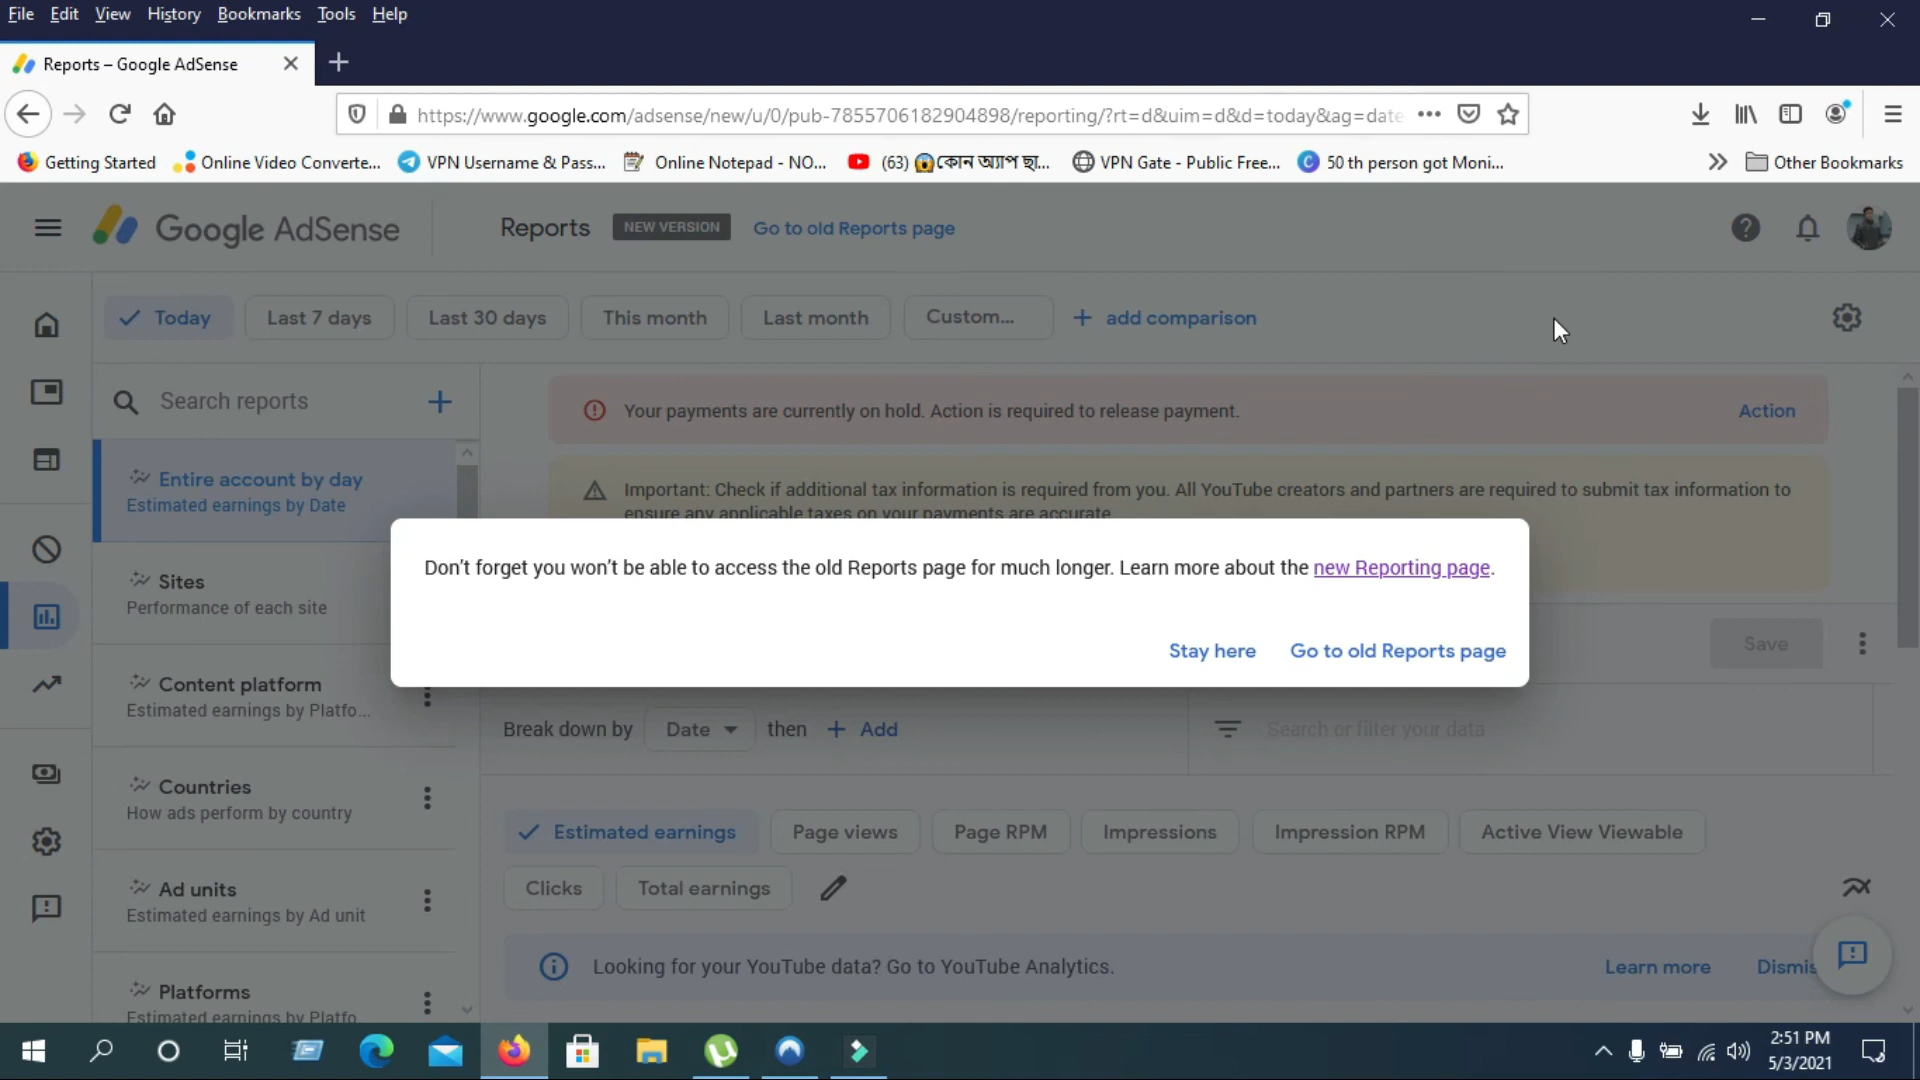 File Edit View History Bookmarks Tools Help
Reports – Google AdSense
https://www.google.com/adsense/new/u/0/pub-7855706182904898/reporting/?rt=d&uim=d&d=today&ag=date
Getting Started Online Video Converte... VPN Username & Pass... Online Notepad - NO... (63) 😱কোন অ্যাপ ছা... VPN Gate - Public Free... 50 th person got Moni... Other Bookmarks
Google AdSense Reports NEW VERSION Go to old Reports page
Today Last 7 days Last 30 days This month Last month Custom... + add comparison
Search reports
Your payments are currently on hold. Action is required to release payment. Action
Entire account by day
Estimated earnings by Date
Important: Check if additional tax information is required from you. All YouTube creators and partners are required to submit tax information to
ensure any applicable taxes on your payments are accurate
Don't forget you won't be able to access the old Reports page for much longer. Learn more about the new Reporting page.
Stay here Go to old Reports page
Sites
Performance of each site
Save
Content platform
Estimated earnings by Platfo...
Break down by Date then + Add Search or filter your data
Countries
How ads perform by country
Estimated earnings Page views Page RPM Impressions Impression RPM Active View Viewable
Clicks Total earnings
Ad units
Estimated earnings by Ad unit
Looking for your YouTube data? Go to YouTube Analytics. Learn more Dismis
Platforms
Estimated earnings by Platfo
2:51 PM
5/3/2021